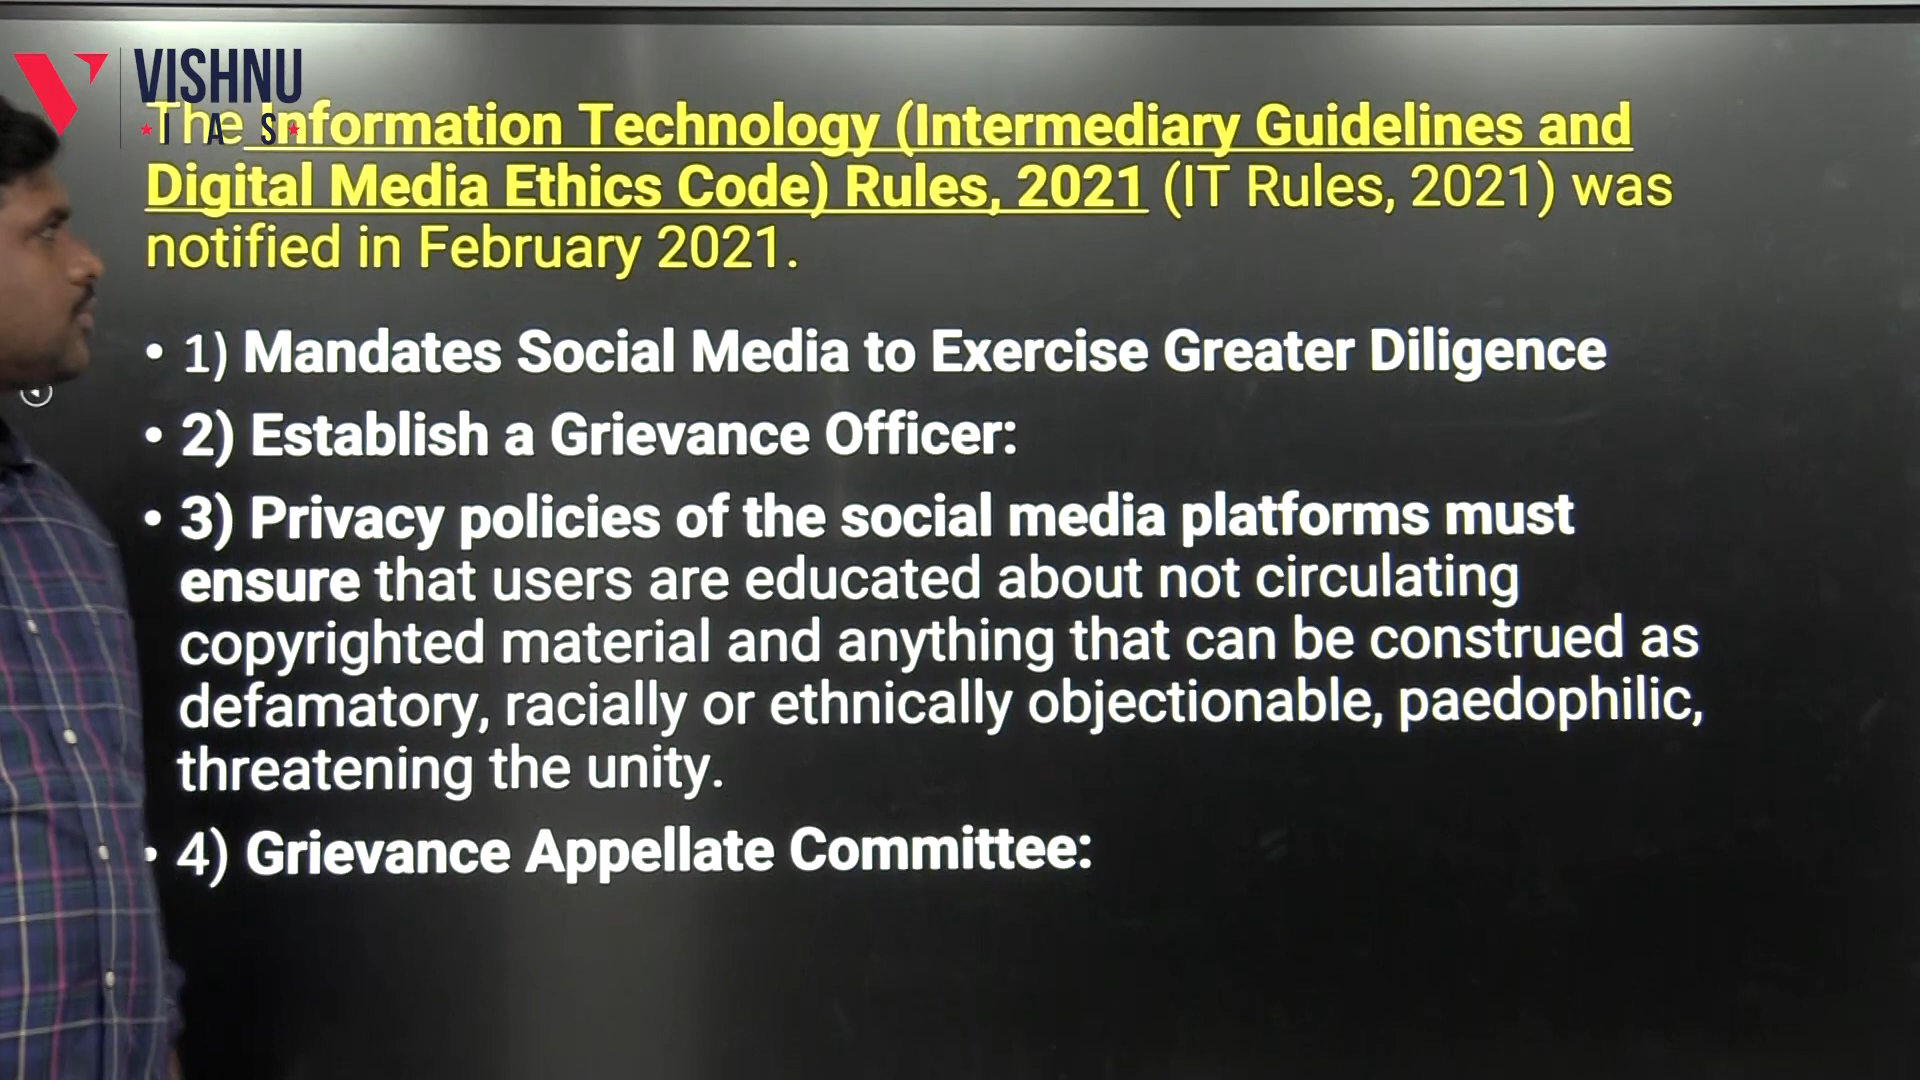 VISHNU
IAS
The Information Technology (Intermediary Guidelines and
Digital Media Ethics Code) Rules, 2021 (IT Rules, 2021) was
notified in February 2021.
• 1) Mandates Social Media to Exercise Greater Diligence
• 2) Establish a Grievance Officer:
• 3) Privacy policies of the social media platforms must
ensure that users are educated about not circulating
copyrighted material and anything that can be construed as
defamatory, racially or ethnically objectionable, paedophilic,
threatening the unity.
• 4) Grievance Appellate Committee: